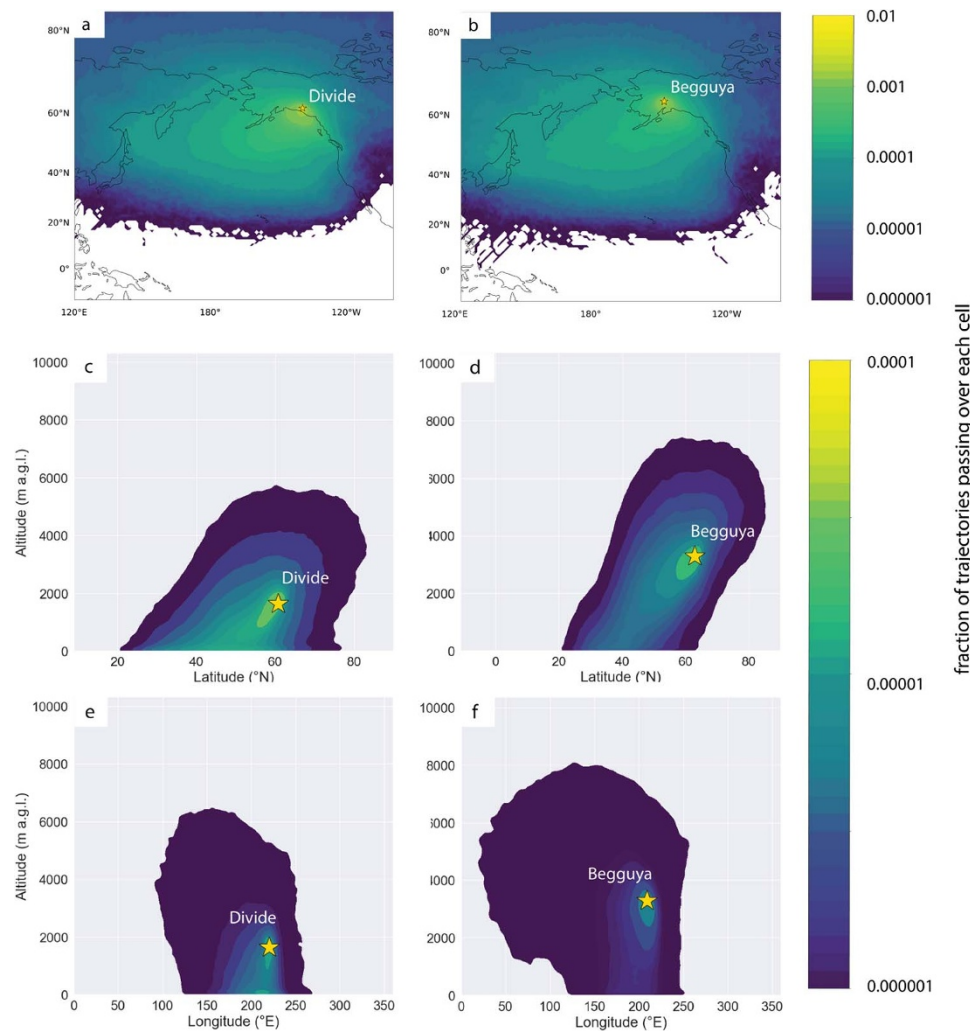 a
80°N
60°N
40°N
20°N
0°
120°E
180°
120°W
Divide
b
80°N
60°N
40°N
20°N
0°
120°E
180°
120°W
Begguya
0.01
0.001
0.0001
0.00001
0.000001
fraction of trajectories passing over each cell
c
10000
8000
6000
4000
2000
0
Altitude (m a.g.l.)
Divide
20
40
60
80
Latitude (°N)
d
10000
8000
6000
4000
2000
0
Begguya
0
20
40
60
80
Latitude (°N)
0.0001
0.00001
0.000001
e
10000
8000
6000
4000
2000
0
Altitude (m a.g.l.)
Divide
0
50
100
150
200
250
300
350
Longitude (°E)
f
10000
8000
6000
4000
2000
0
Begguya
0
50
100
150
200
250
300
350
Longitude (°E)